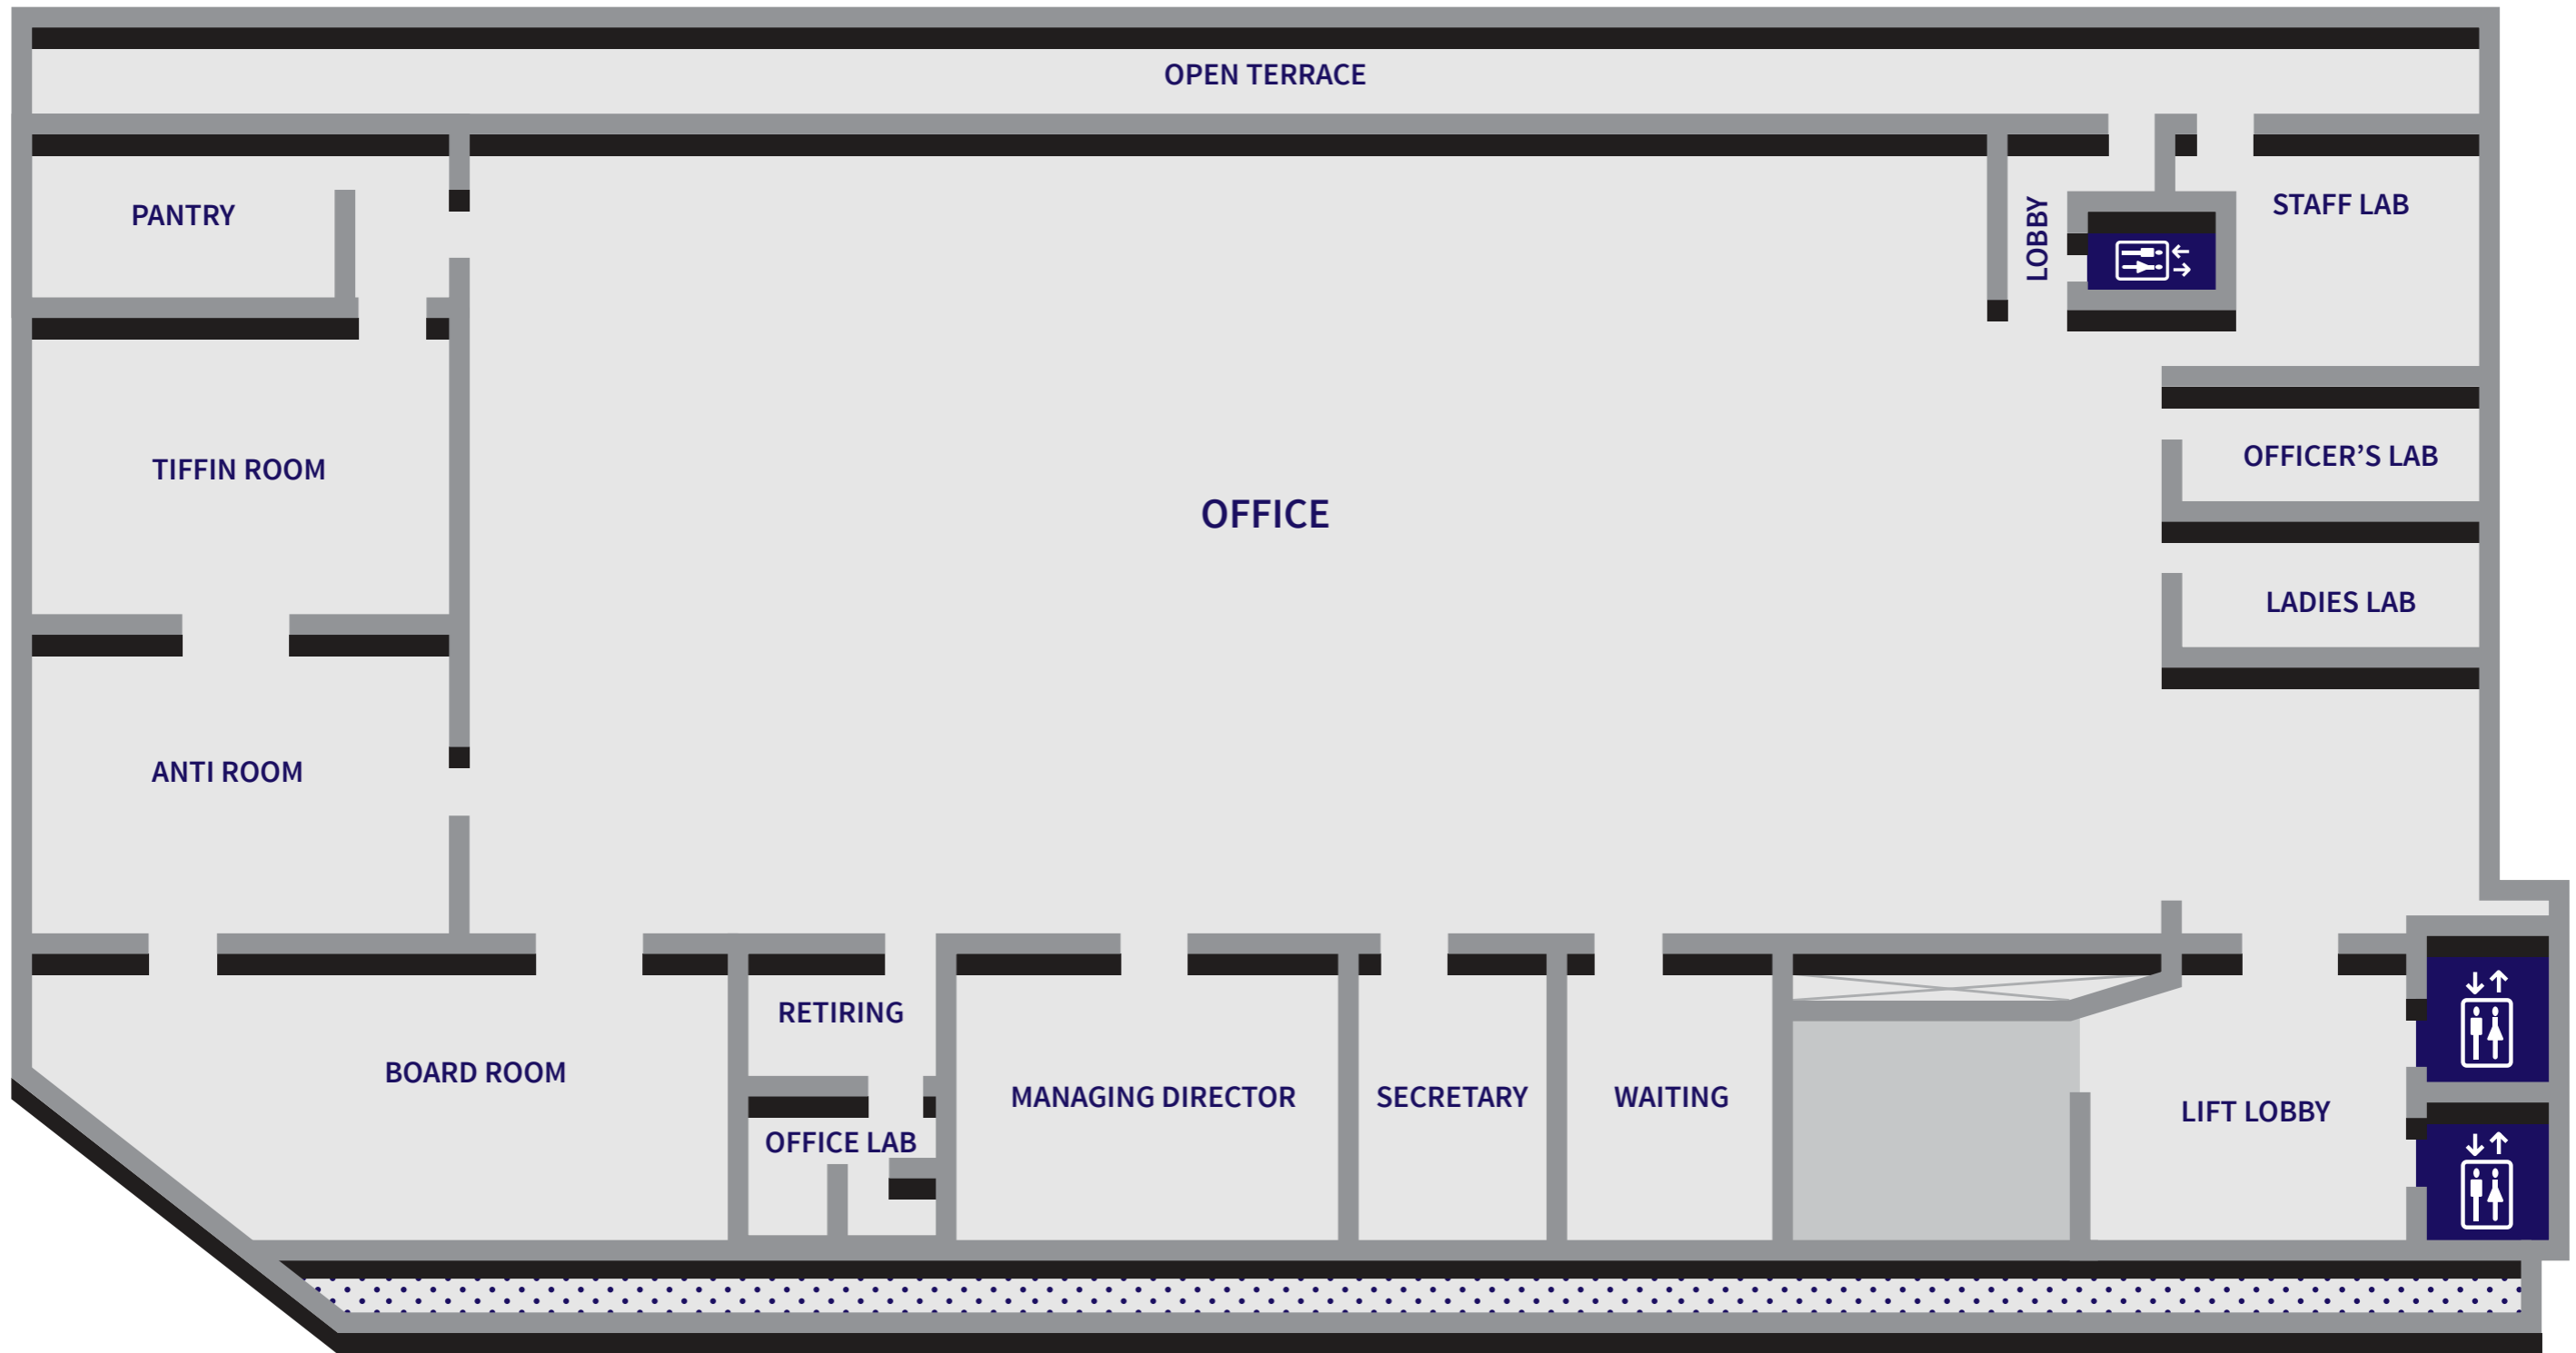 OPEN TERRACE
PANTRY
LOBBY
STAFF LAB
TIFFIN ROOM
OFFICE
OFFICER’S LAB
LADIES LAB
ANTI ROOM
RETIRING
BOARD ROOM
MANAGING DIRECTOR
SECRETARY
WAITING
LIFT LOBBY
OFFICE LAB